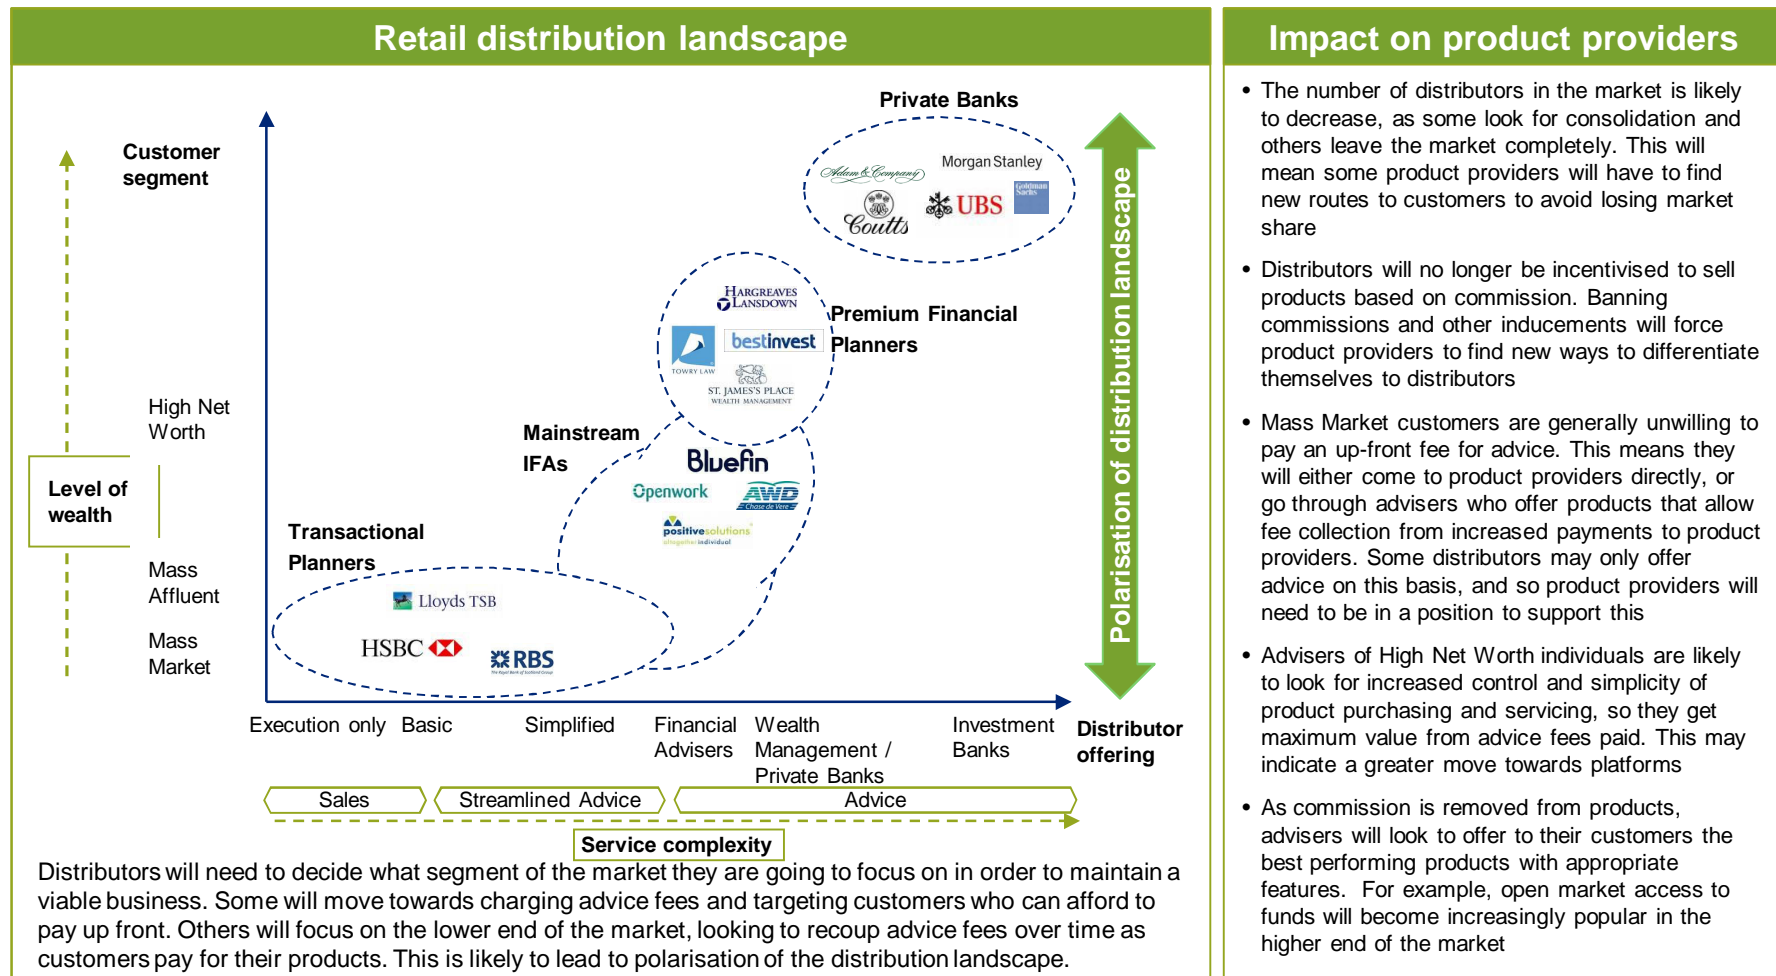 Retail distribution landscape
Customer
segment
Level of
wealth
High Net
Worth
Mass
Affluent
Mass
Market
Private Banks
Adam & Company
Morgan Stanley
Coutts
UBS
Goldman
Sachs
HARGREAVES
LANSDOWN
Premium Financial
Planners
TOWRY LAW
bestinvest
ST. JAMES'S PLACE
WEALTH MANAGEMENT
Mainstream
IFAs
Bluefin
Openwork
AWD
Chase de Vere
positivesolutions
altogether individual
Transactional
Planners
Lloyds TSB
HSBC
RBS
The Royal Bank of Scotland Group
Polarisation of distribution landscape
Execution only
Basic
Simplified
Financial
Advisers
Wealth
Management /
Private Banks
Investment
Banks
Distributor
offering
Sales
Streamlined Advice
Advice
Service complexity
Distributors will need to decide what segment of the market they are going to focus on in order to maintain a
viable business. Some will move towards charging advice fees and targeting customers who can afford to
pay up front. Others will focus on the lower end of the market, looking to recoup advice fees over time as
customers pay for their products. This is likely to lead to polarisation of the distribution landscape.
Impact on product providers
• The number of distributors in the market is likely
to decrease, as some look for consolidation and
others leave the market completely. This will
mean some product providers will have to find
new routes to customers to avoid losing market
share
• Distributors will no longer be incentivised to sell
products based on commission. Banning
commissions and other inducements will force
product providers to find new ways to differentiate
themselves to distributors
• Mass Market customers are generally unwilling to
pay an up-front fee for advice. This means they
will either come to product providers directly, or
go through advisers who offer products that allow
fee collection from increased payments to product
providers. Some distributors may only offer
advice on this basis, and so product providers will
need to be in a position to support this
• Advisers of High Net Worth individuals are likely
to look for increased control and simplicity of
product purchasing and servicing, so they get
maximum value from advice fees paid. This may
indicate a greater move towards platforms
• As commission is removed from products,
advisers will look to offer to their customers the
best performing products with appropriate
features. For example, open market access to
funds will become increasingly popular in the
higher end of the market